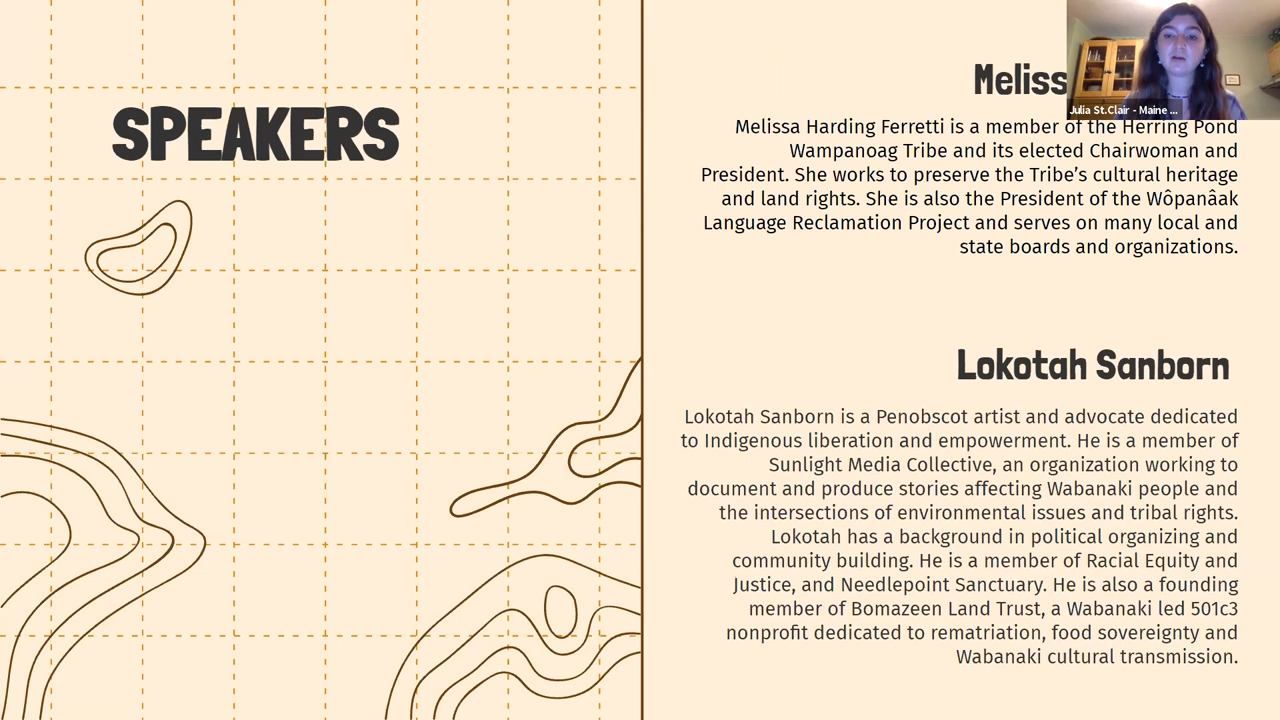 SPEAKERS
Meliss
Julia St.Clair - Maine ...
Melissa Harding Ferretti is a member of the Herring Pond
Wampanoag Tribe and its elected Chairwoman and
President. She works to preserve the Tribe’s cultural heritage
and land rights. She is also the President of the Wôpanâak
Language Reclamation Project and serves on many local and
state boards and organizations.
Lokotah Sanborn
Lokotah Sanborn is a Penobscot artist and advocate dedicated
to Indigenous liberation and empowerment. He is a member of
Sunlight Media Collective, an organization working to
document and produce stories affecting Wabanaki people and
the intersections of environmental issues and tribal rights.
Lokotah has a background in political organizing and
community building. He is a member of Racial Equity and
Justice, and Needlepoint Sanctuary. He is also a founding
member of Bomazeen Land Trust, a Wabanaki led 501c3
nonprofit dedicated to rematriation, food sovereignty and
Wabanaki cultural transmission.